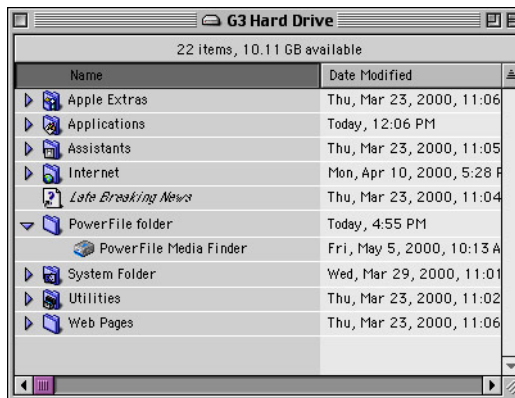 G3 Hard Drive
22 items, 10.11 GB available
Name Date Modified
Apple Extras Thu, Mar 23, 2000, 11:06
Applications Today, 12:06 PM
Assistants Thu, Mar 23, 2000, 11:05
Internet Mon, Apr 10, 2000, 5:28
Late Breaking News Thu, Mar 23, 2000, 11:04
PowerFile folder Today, 4:55 PM
PowerFile Media Finder Fri, May 5, 2000, 10:13 A
System Folder Wed, Mar 29, 2000, 11:01
Utilities Thu, Mar 23, 2000, 11:02
Web Pages Thu, Mar 23, 2000, 11:06